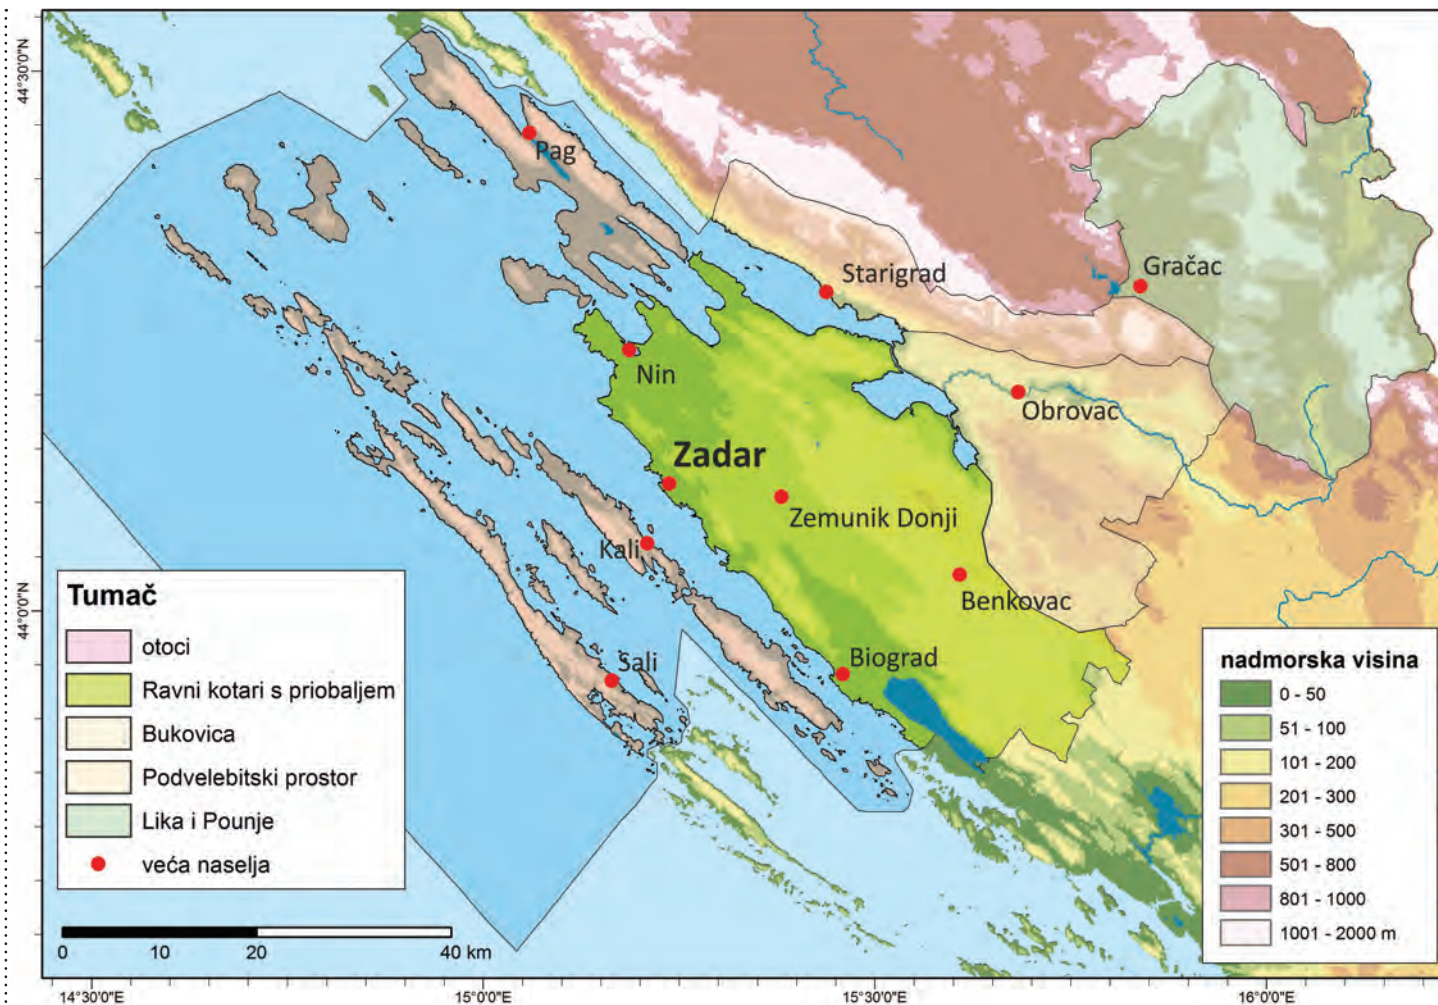 44°30'0"N
44°0'0"N
Pag
Starigrad
Gračac
Nin
Obrovac
Zadar
Zemunik Donji
Kali
Benkovac
Sali
Biograd
Tumač
otoci
Ravni kotari s priobaljem
Bukovica
Podvelebitski prostor
Lika i Pounje
veća naselja
0 20 40 km
nadmorska visina
0 - 50
51 - 100
101 - 200
201 - 300
301 - 500
501 - 800
801 - 1000
1001 - 2000 m
14°30'0"E 15°0'0"E 15°30'0"E 16°0'0"E